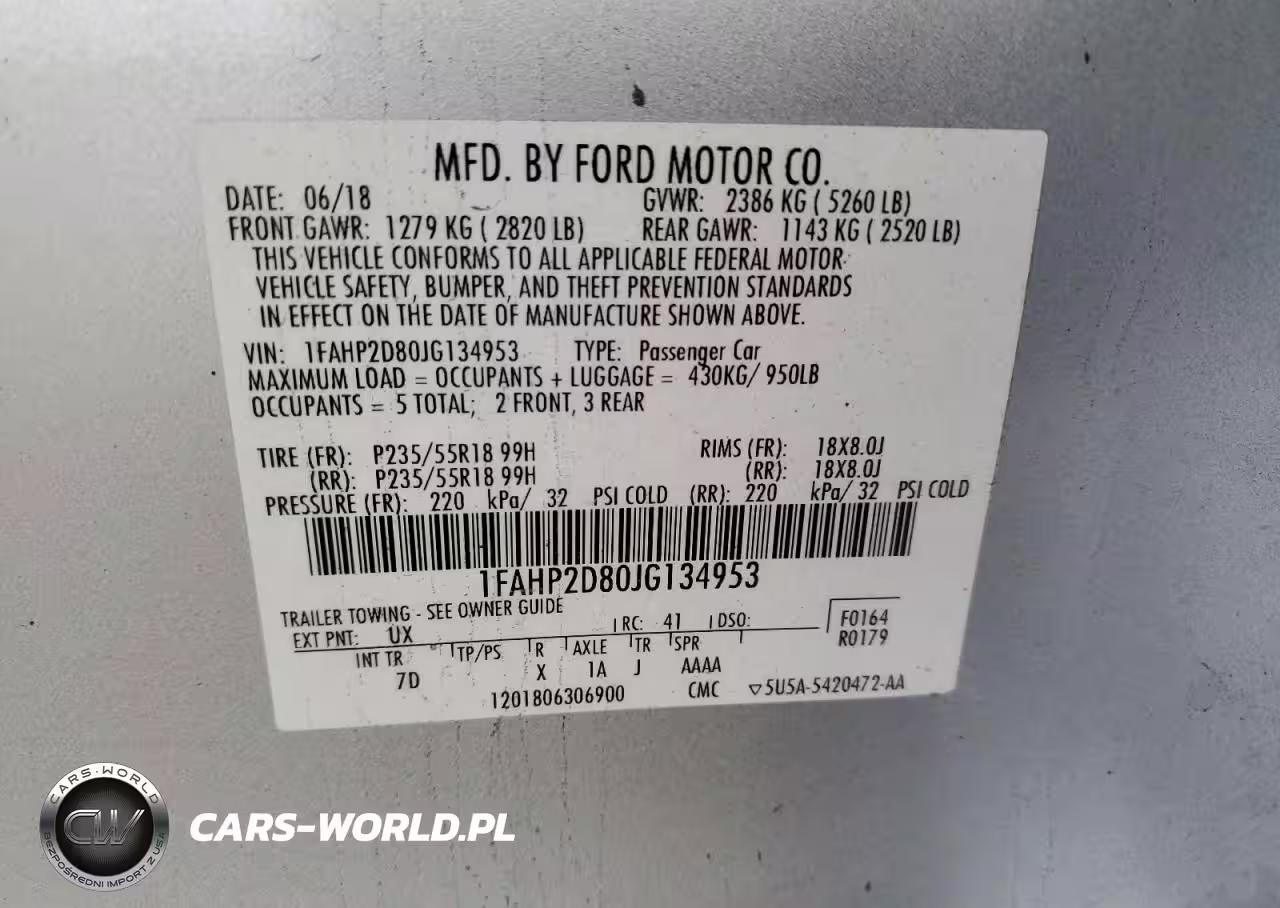 MFD. BY FORD MOTOR CO.
DATE: 06/18 GVWR: 2386 KG ( 5260 LB)
FRONT GAWR: 1279 KG ( 2820 LB) REAR GAWR: 1143 KG ( 2520 LB)
THIS VEHICLE CONFORMS TO ALL APPLICABLE FEDERAL MOTOR
VEHICLE SAFETY, BUMPER, AND THEFT PREVENTION STANDARDS
IN EFFECT ON THE DATE OF MANUFACTURE SHOWN ABOVE.
VIN: 1FAHP2D80JG134953 TYPE: Passenger Car
MAXIMUM LOAD = OCCUPANTS + LUGGAGE = 430KG/ 950LB
OCCUPANTS = 5 TOTAL; 2 FRONT, 3 REAR
TIRE (FR): P235/55R18 99H RIMS (FR): 18X8.0J
(RR): P235/55R18 99H (RR): 18X8.0J
PRESSURE (FR): 220 kPa/ 32 PSI COLD (RR): 220 kPa/ 32 PSI COLD
1FAHP2D80JG134953
TRAILER TOWING - SEE OWNER GUIDE
EXT PNT: UX RC: 41 DSO: F0164
R0179
INT TR TP/PS R AXLE TR SPR
7D X 1A J AAAA
1201806306900 CMC ▽5U5A-5420472-AA
CARS-WORLD
CW
BEZPOŚREDNI IMPORT Z USA
CARS-WORLD.PL